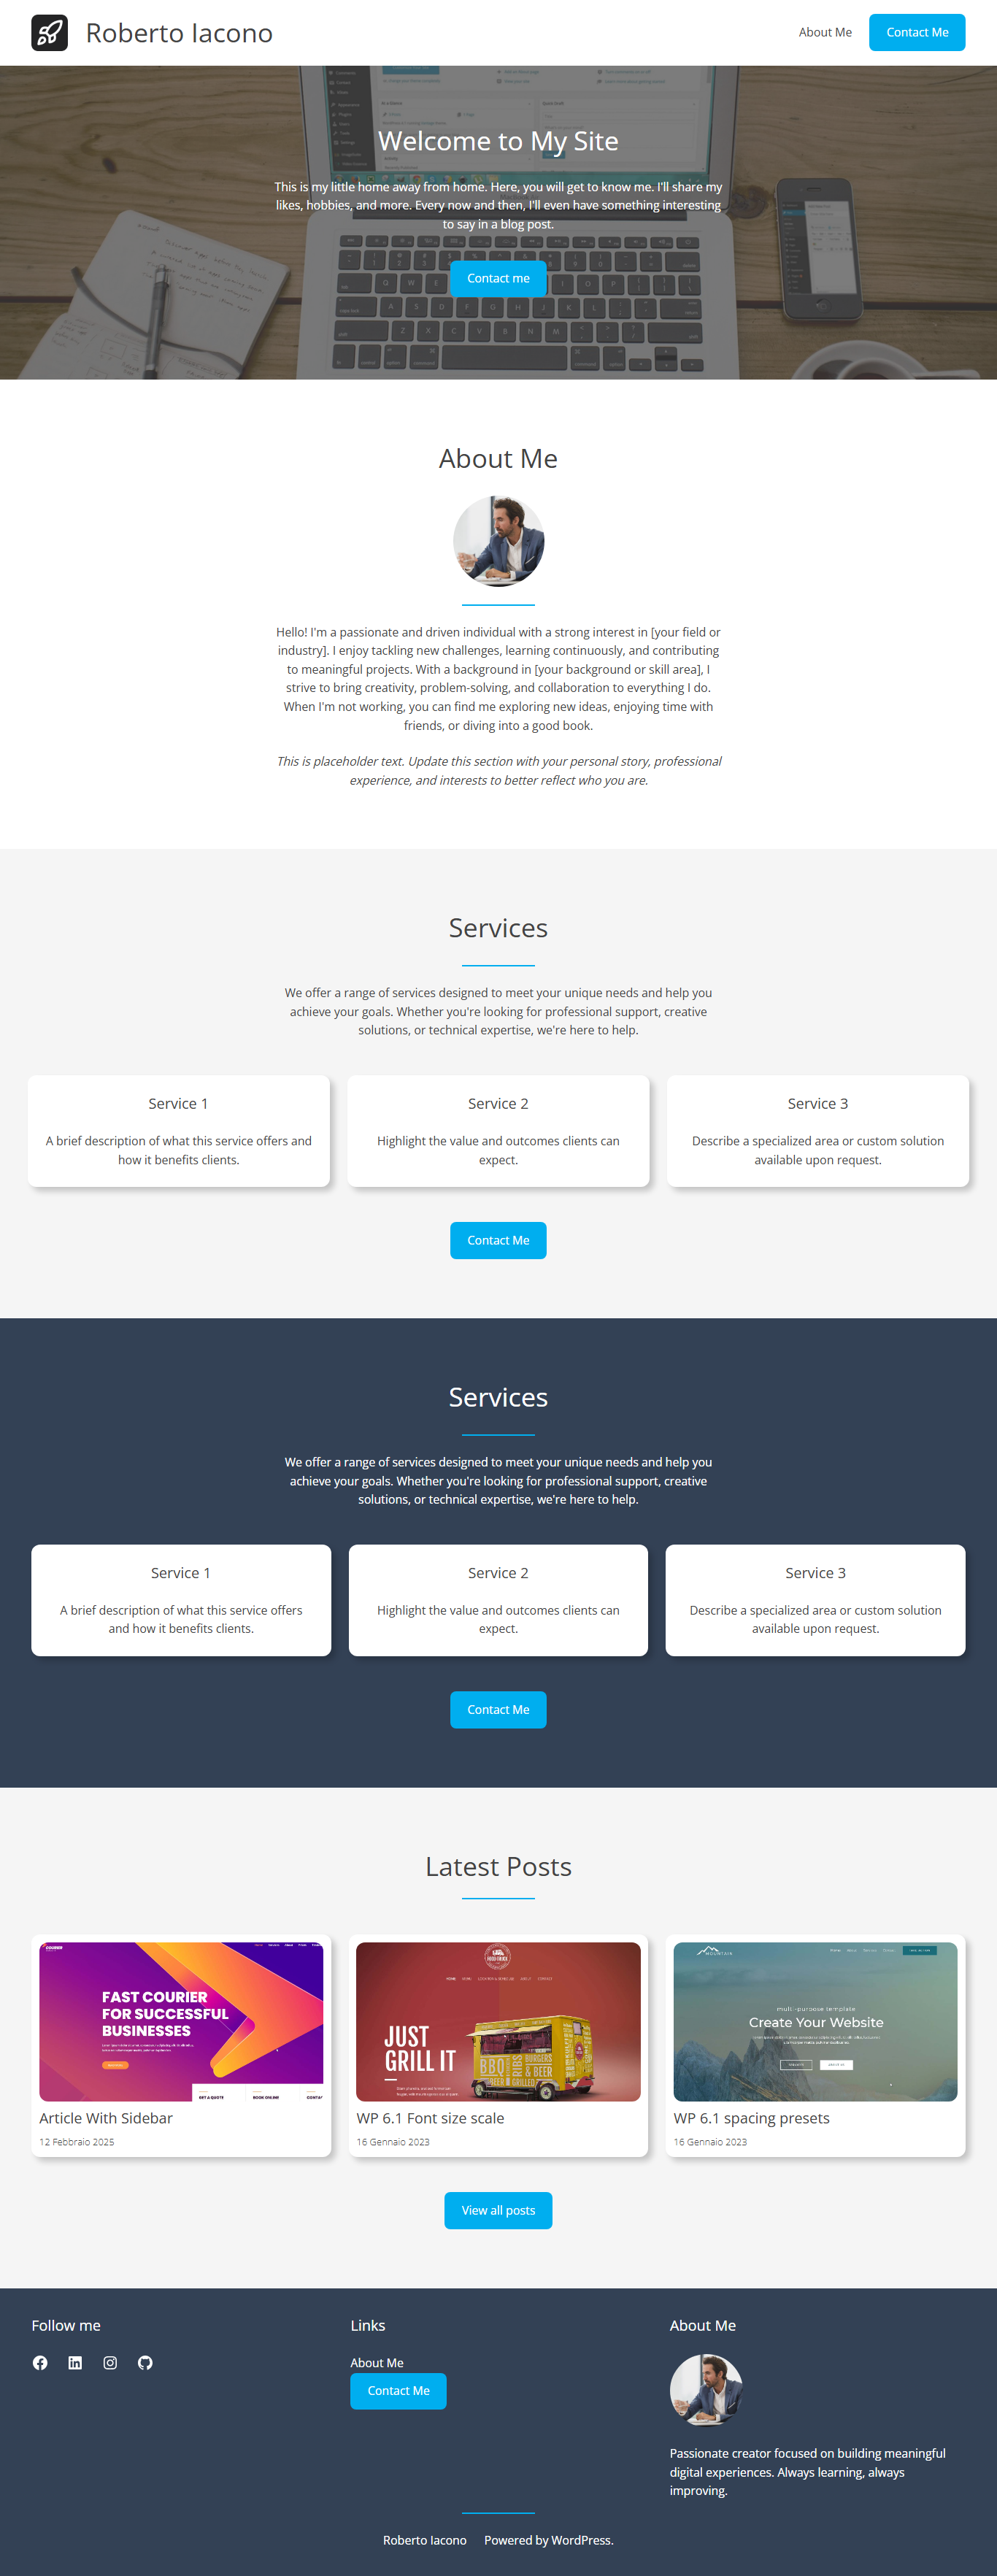 Roberto Iacono
About Me
Contact Me
Welcome to My Site
This is my little home away from home. Here, you will get to know me. I'll share my
likes, hobbies, and more. Every now and then, I'll even have something interesting
to say in a blog post.
Contact me
About Me
Hello! I'm a passionate and driven individual with a strong interest in [your field or
industry]. I enjoy tackling new challenges, learning continuously, and contributing
to meaningful projects. With a background in [your background or skill area], I
strive to bring creativity, problem-solving, and collaboration to everything I do.
When I'm not working, you can find me exploring new ideas, enjoying time with
friends, or diving into a good book.
This is placeholder text. Update this section with your personal story, professional
experience, and interests to better reflect who you are.
Services
We offer a range of services designed to meet your unique needs and help you
achieve your goals. Whether you're looking for professional support, creative
solutions, or technical expertise, we're here to help.
Service 1
A brief description of what this service offers and
how it benefits clients.
Service 2
Highlight the value and outcomes clients can
expect.
Service 3
Describe a specialized area or custom solution
available upon request.
Contact Me
Services
We offer a range of services designed to meet your unique needs and help you
achieve your goals. Whether you're looking for professional support, creative
solutions, or technical expertise, we're here to help.
Service 1
A brief description of what this service offers
and how it benefits clients.
Service 2
Highlight the value and outcomes clients can
expect.
Service 3
Describe a specialized area or custom solution
available upon request.
Contact Me
Latest Posts
COURIER
FAST COURIER
FOR SUCCESSFUL
BUSINESSES
GET A QUOTE
BOOK ONLINE
Article With Sidebar
12 Febbraio 2025
FOOD-TRUCK
JUST
GRILL IT
WP 6.1 Font size scale
16 Gennaio 2023
MOUNTAIN
multi-purpose template
Create Your Website
WP 6.1 spacing presets
16 Gennaio 2023
View all posts
Follow me
Links
About Me
Contact Me
About Me
Passionate creator focused on building meaningful
digital experiences. Always learning, always
improving.
Roberto Iacono
Powered by WordPress.